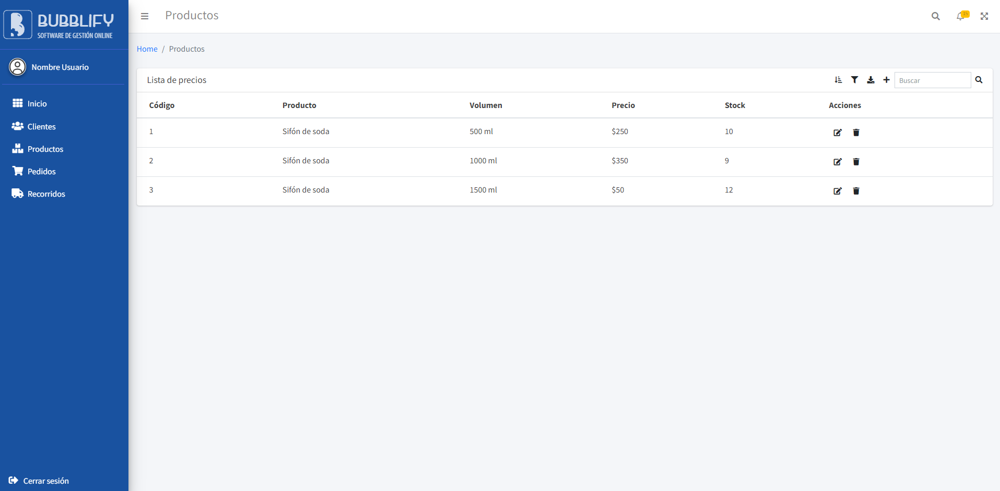 BUBBLIFY
SOFTWARE DE GESTIÓN ONLINE
Productos
15
Nombre Usuario
Home / Productos
Inicio
Clientes
Productos
Pedidos
Recorridos
Cerrar sesión
Lista de precios
Buscar
Código Producto Volumen Precio Stock Acciones
1 Sifón de soda 500 ml $250 10
2 Sifón de soda 1000 ml $350 9
3 Sifón de soda 1500 ml $50 12